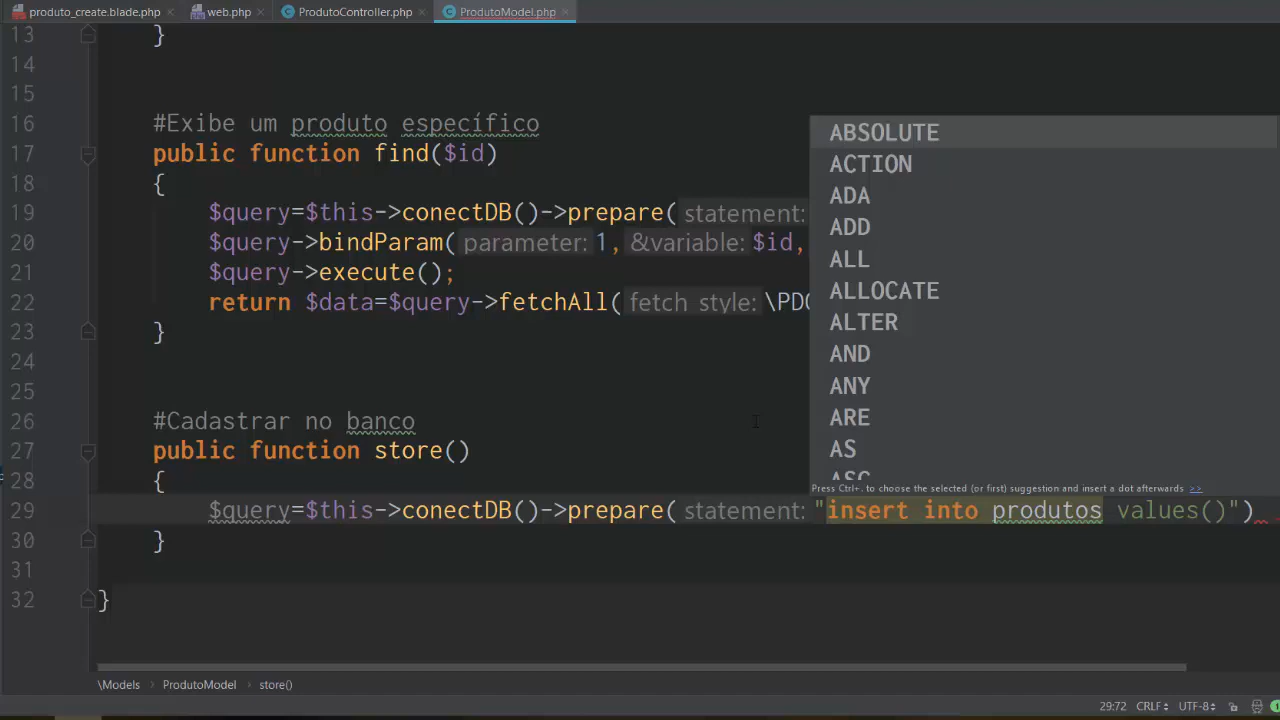 produto_create.blade.php × web.php × ProdutoController.php × ProdutoModel.php ×
13 }
14
15
16 #Exibe um produto específico
17 public function find($id)
18 {
19 $query=$this->conectDB()->prepare( statement:
20 $query->bindParam( parameter: 1, &variable: $id,
21 $query->execute();
22 return $data=$query->fetchAll( fetch style: \PDO
23 }
24
25
26 #Cadastrar no banco
27 public function store()
28 {
29 $query=$this->conectDB()->prepare( statement: "insert into produtos values()")
30 }
31
32 }
ABSOLUTE
ACTION
ADA
ADD
ALL
ALLOCATE
ALTER
AND
ANY
ARE
AS
ASC
Press Ctrl+. to choose the selected (or first) suggestion and insert a dot afterwards >>
\Models › ProdutoModel › store()
29:72 CRLF UTF-8